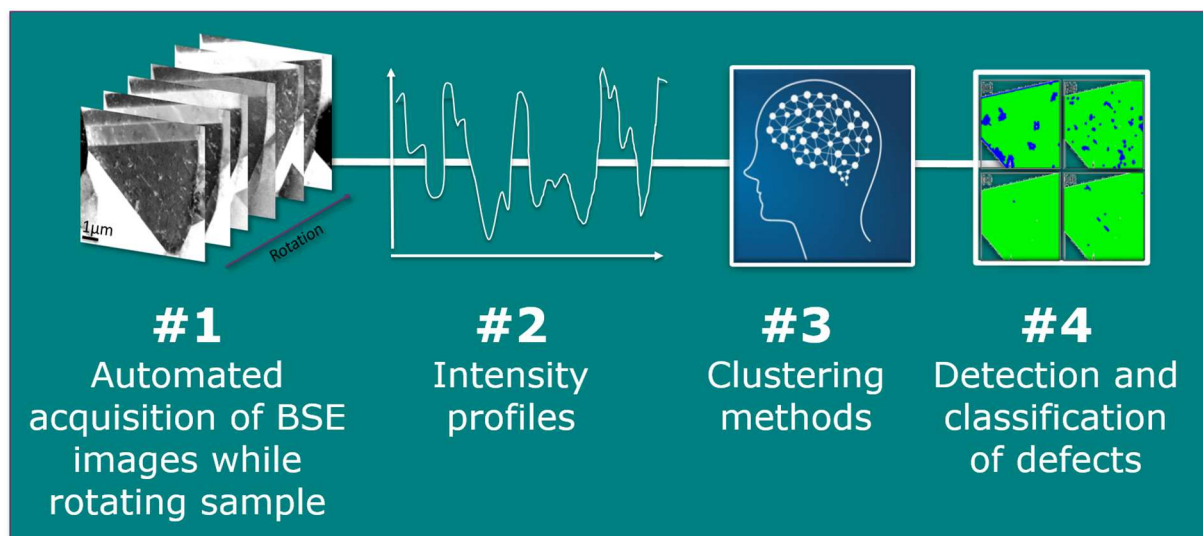 1μm
Rotation
#1
Automated
acquisition of BSE
images while
rotating sample
#2
Intensity
profiles
#3
Clustering
methods
#4
Detection and
classification
of defects